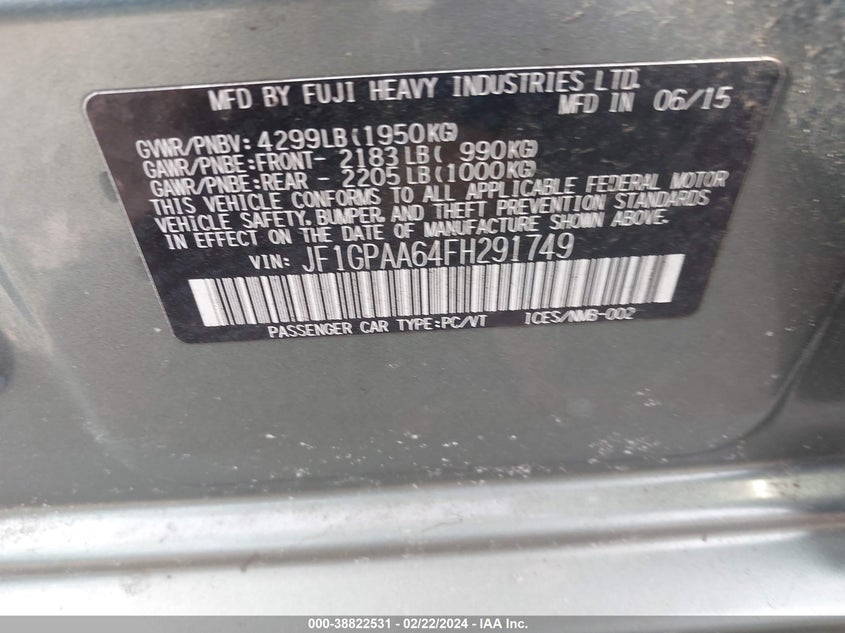 MFD BY FUJI HEAVY INDUSTRIES LTD.
MFD IN 06/15
GVWR/PNBV: 4299LB(1950KG)
GAWR/PNBE:FRONT- 2183LB( 990KG)
GAWR/PNBE:REAR - 2205LB(1000KG)
THIS VEHICLE CONFORMS TO ALL APPLICABLE FEDERAL MOTOR
VEHICLE SAFETY, BUMPER, AND THEFT PREVENTION STANDARDS
IN EFFECT ON THE DATE OF MANUFACTURE SHOWN ABOVE.
VIN: JF1GPAA64FH291749
PASSENGER CAR TYPE:PC/VT ICES/NMB-002
000-38822531 - 02/22/2024 - IAA Inc.